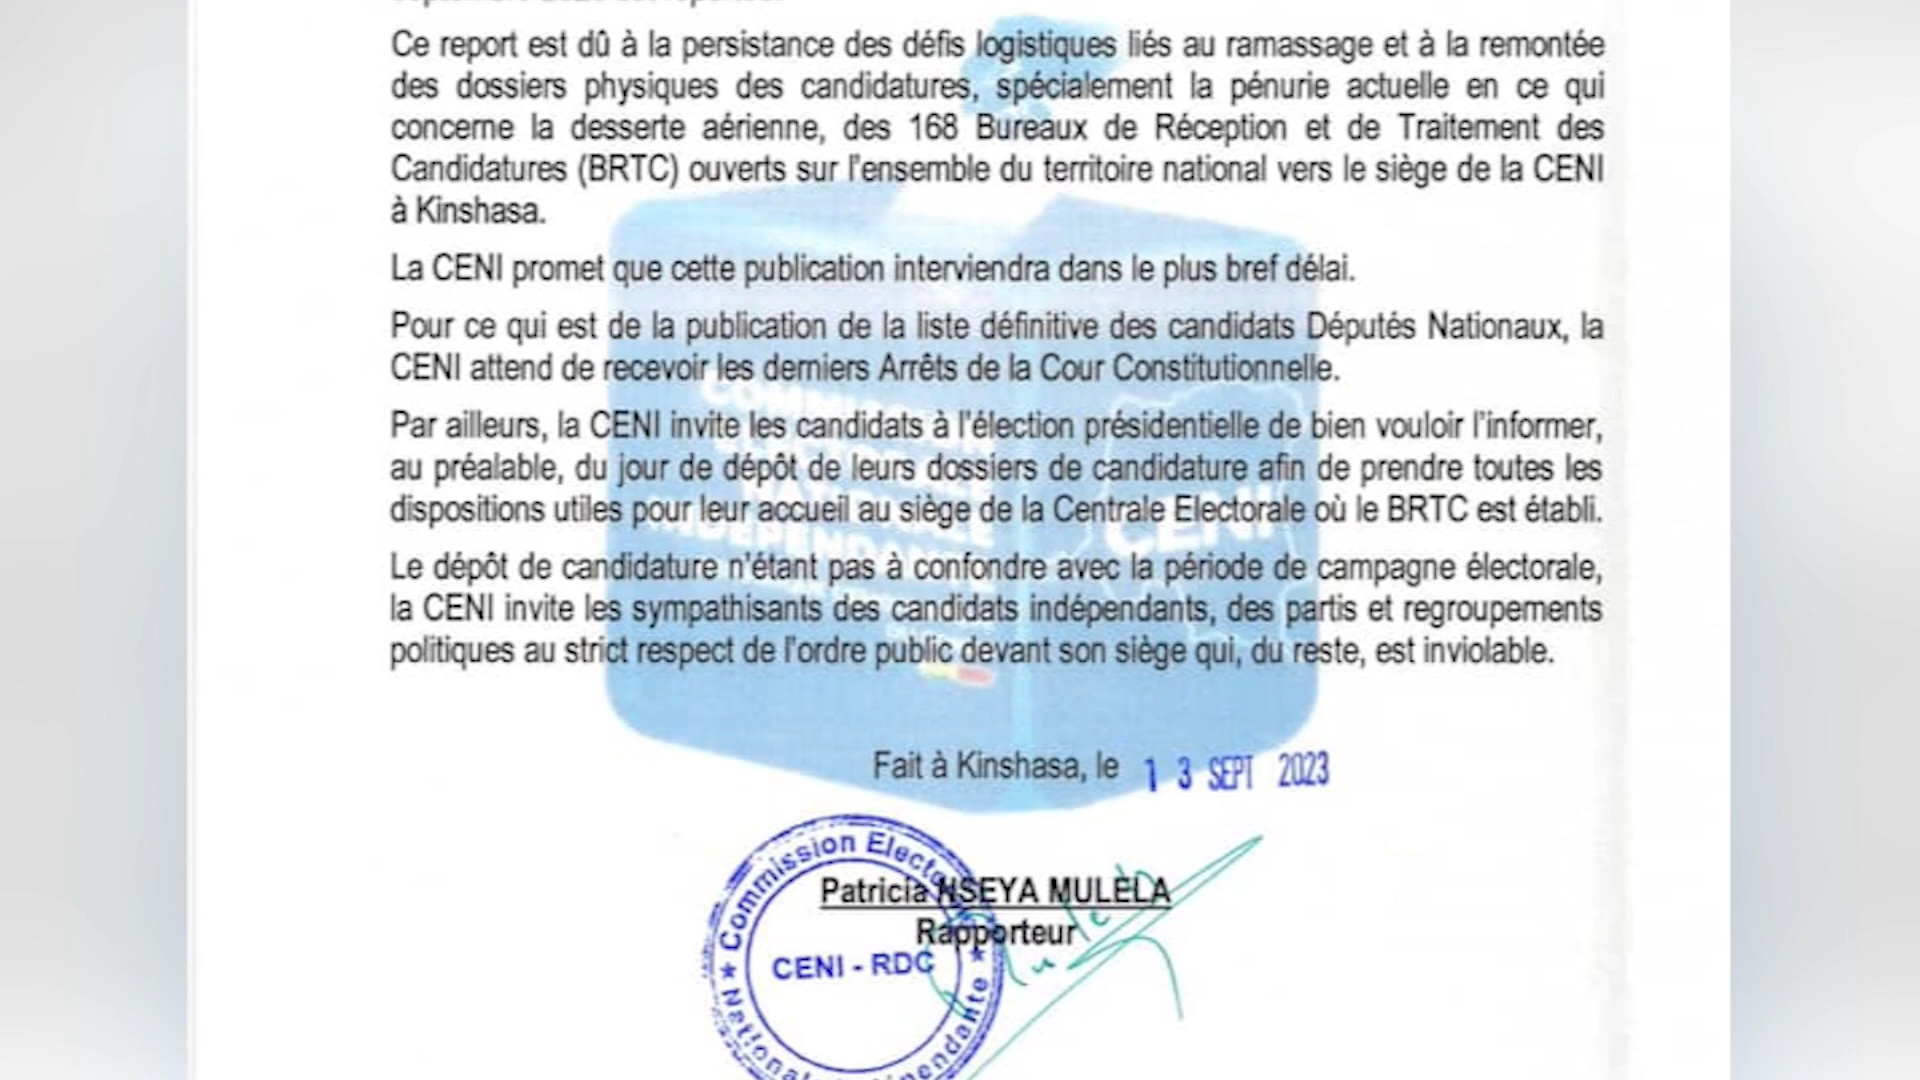 Ce report est dû à la persistance des défis logistiques liés au ramassage et à la remontée
des dossiers physiques des candidatures, spécialement la pénurie actuelle en ce qui
concerne la desserte aérienne, des 168 Bureaux de Réception et de Traitement des
Candidatures (BRTC) ouverts sur l'ensemble du territoire national vers le siège de la CENI
à Kinshasa.
La CENI promet que cette publication interviendra dans le plus bref délai.
Pour ce qui est de la publication de la liste définitive des candidats Députés Nationaux, la
CENI attend de recevoir les derniers Arrêts de la Cour Constitutionnelle.
Par ailleurs, la CENI invite les candidats à l'élection présidentielle de bien vouloir l'informer,
au préalable, du jour de dépôt de leurs dossiers de candidature afin de prendre toutes les
dispositions utiles pour leur accueil au siège de la Centrale Electorale où le BRTC est établi.
Le dépôt de candidature n'étant pas à confondre avec la période de campagne électorale,
la CENI invite les sympathisants des candidats indépendants, des partis et regroupements
politiques au strict respect de l'ordre public devant son siège qui, du reste, est inviolable.
CENI
Fait à Kinshasa, le 13 SEPT 2023
Patricia NSEYA MULELA
Rapporteur
Commission
CENI - RDC